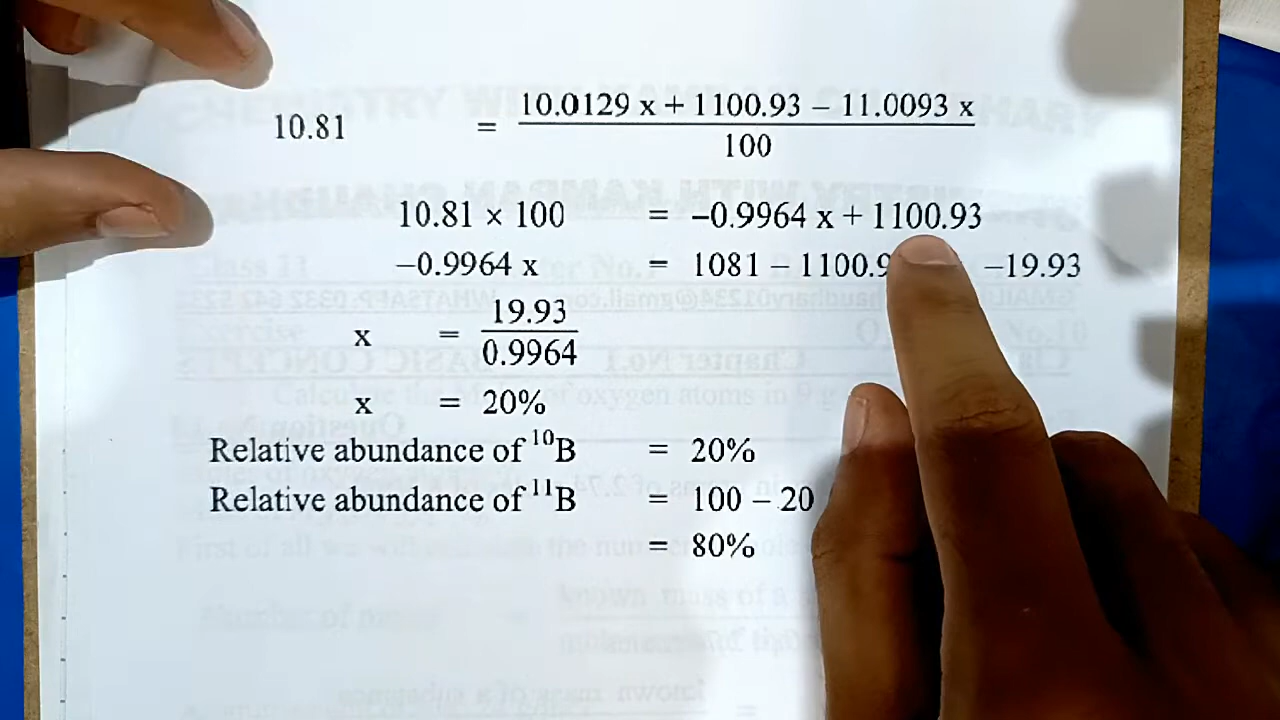 10.81 = 10.0129 x + 1100.93 – 11.0093 x
100
10.81 × 100 = –0.9964 x + 1100.93
–0.9964 x = 1081 – 1100.9 –19.93
x = 19.93
0.9964
x = 20%
Relative abundance of ¹⁰B = 20%
Relative abundance of ¹¹B = 100 – 20
= 80%